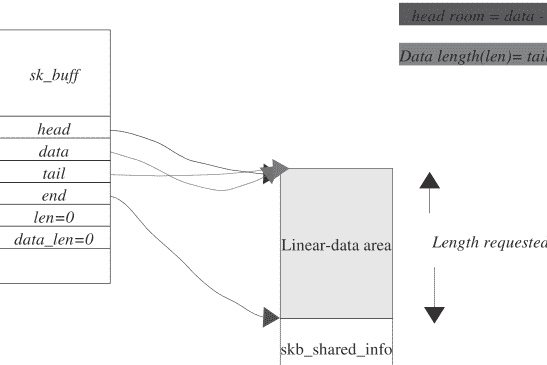 head room = data -
Data length(len)= tail
sk_buff
head
data
tail
end
len=0
data_len=0
Linear-data area
Length requested
skb_shared_info